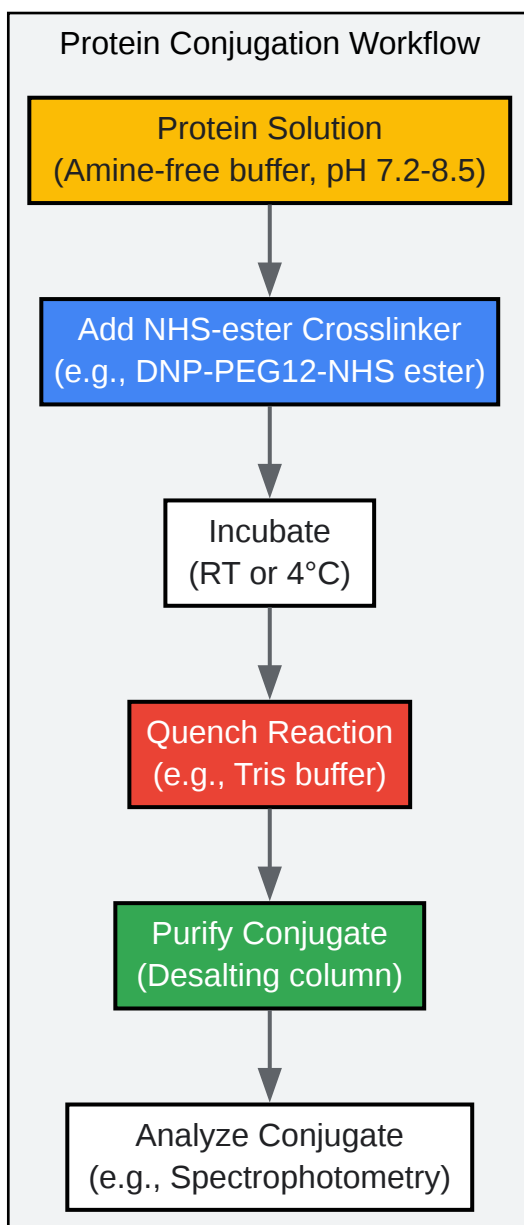 Protein Conjugation Workflow
Protein Solution
(Amine-free buffer, pH 7.2-8.5)
Add NHS-ester Crosslinker
(e.g., DNP-PEG12-NHS ester)
Incubate
(RT or 4°C)
Quench Reaction
(e.g., Tris buffer)
Purify Conjugate
(Desalting column)
Analyze Conjugate
(e.g., Spectrophotometry)